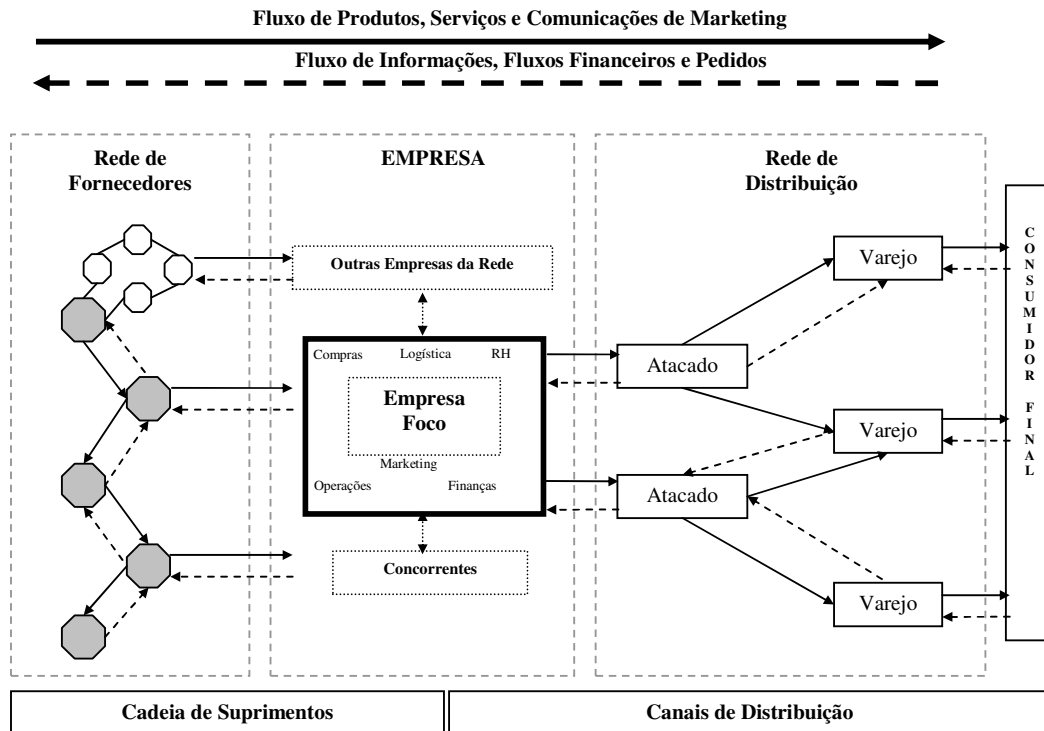 Fluxo de Produtos, Serviços e Comunicações de Marketing
Fluxo de Informações, Fluxos Financeiros e Pedidos
Rede de
Fornecedores
EMPRESA
Rede de
Distribuição
Outras Empresas da Rede
Compras
Logística
RH
Empresa
Foco
Marketing
Operações
Finanças
Concorrentes
Atacado
Atacado
Varejo
Varejo
Varejo
CONSUMIDOR FINAL
Cadeia de Suprimentos
Canais de Distribuição